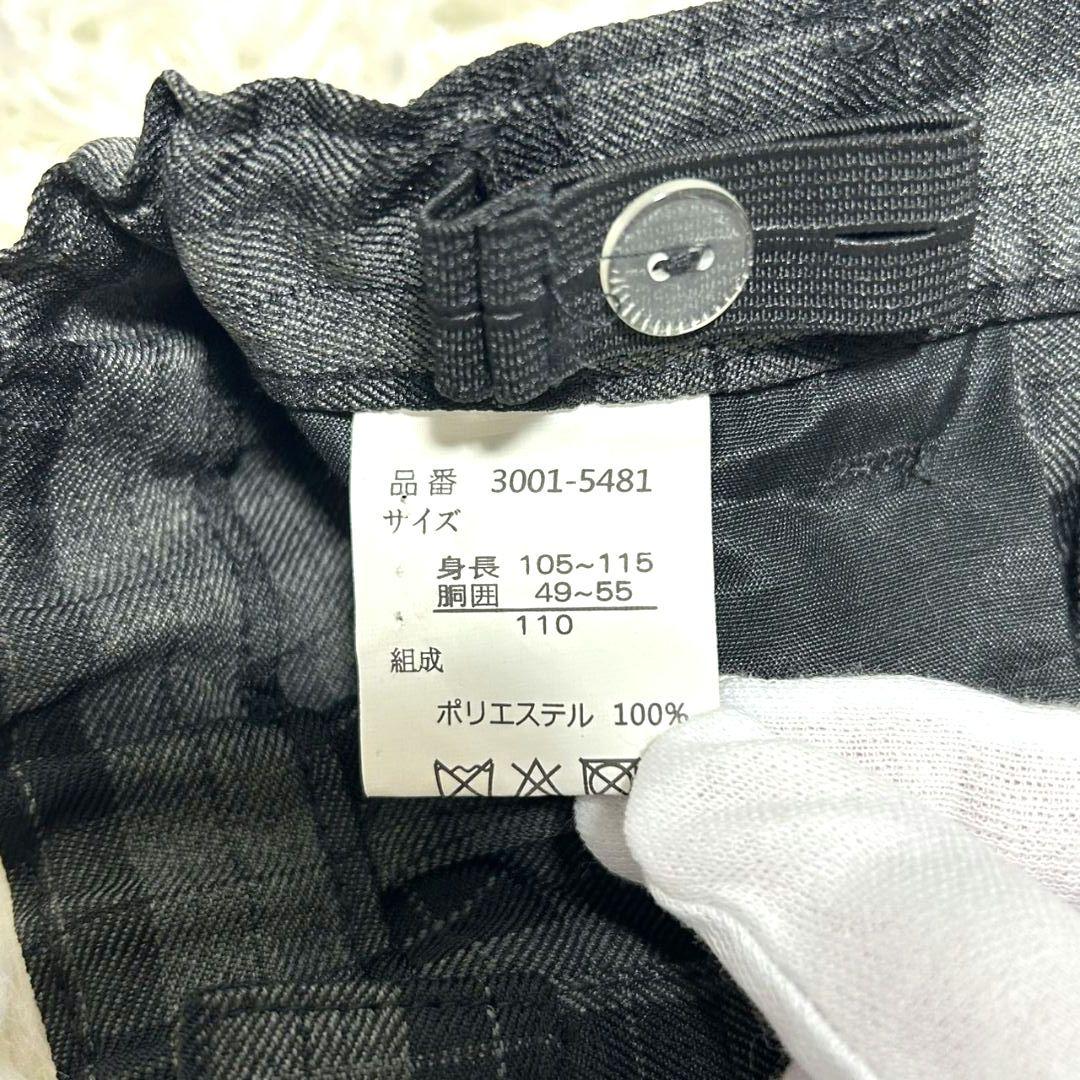 品番 3001-5481
サイズ
身長 105~115
胴囲 49~55
110
組成
ポリエステル 100%